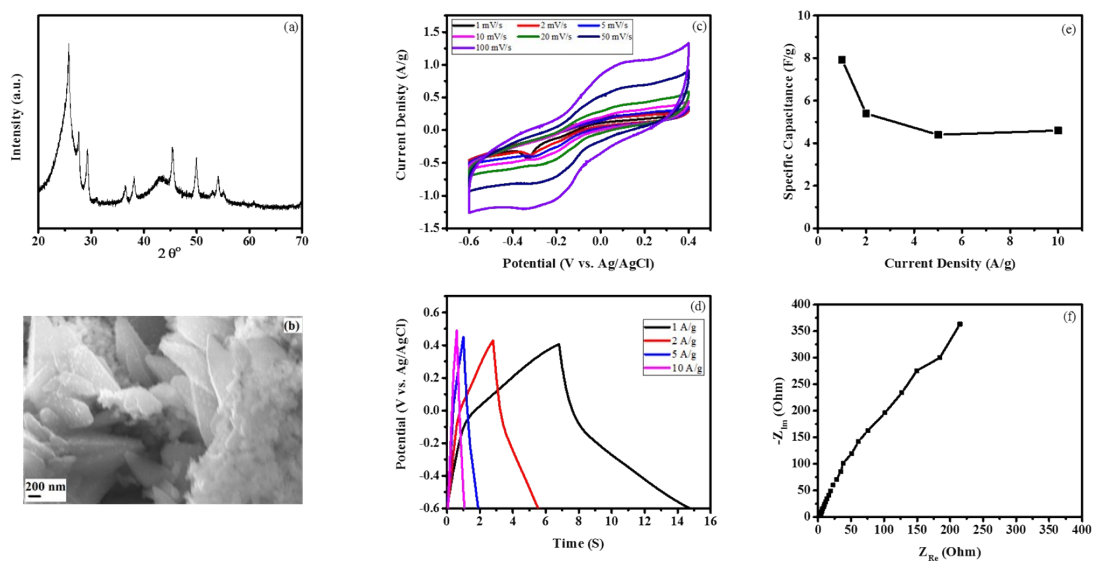 (a)
Intensity (a.u.)
20 30 40 50 60 70
2 θ°
(b)
200 nm
(c)
1 mV/s 2 mV/s 5 mV/s
10 mV/s 20 mV/s 50 mV/s
100 mV/s
Current Denisty (A/g)
1.5
1.0
0.5
0.0
-0.5
-1.0
-1.5
-0.6 -0.4 -0.2 0.0 0.2 0.4
Potential (V vs. Ag/AgCl)
(d)
1 A/g
2 A/g
5 A/g
10 A/g
Potential (V vs. Ag/AgCl)
0.6
0.4
0.2
0.0
-0.2
-0.4
-0.6
0 2 4 6 8 10 12 14 16
Time (S)
(e)
Specific Capacitance (F/g)
10
8
6
4
2
0
0 2 4 6 8 10
Current Density (A/g)
(f)
-Z_Im (Ohm)
400
350
300
250
200
150
100
50
0
0 50 100 150 200 250 300 350 400
Z_Re (Ohm)